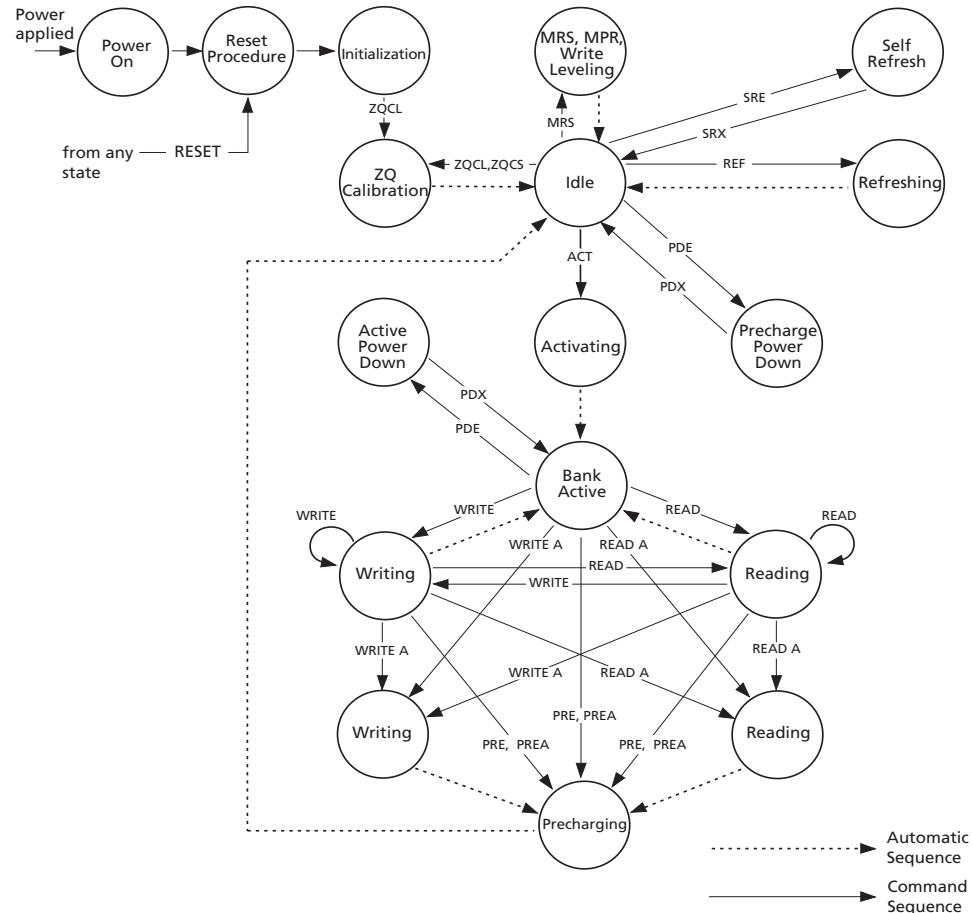 Power
applied
Power
On
Reset
Procedure
Initialization
MRS, MPR,
Write
Leveling
Self
Refresh
ZQCL
MRS
SRE
SRX
from any
state
RESET
ZQ
Calibration
ZQCL,ZQCS
Idle
REF
Refreshing
ACT
PDE
PDX
Active
Power
Down
Activating
Precharge
Power
Down
PDX
PDE
Bank
Active
WRITE
WRITE
READ
READ
WRITE A
READ A
Writing
READ
WRITE
Reading
WRITE A
READ A
WRITE A
READ A
Writing
PRE, PREA
Reading
PRE, PREA
PRE, PREA
Precharging
Automatic
Sequence
Command
Sequence